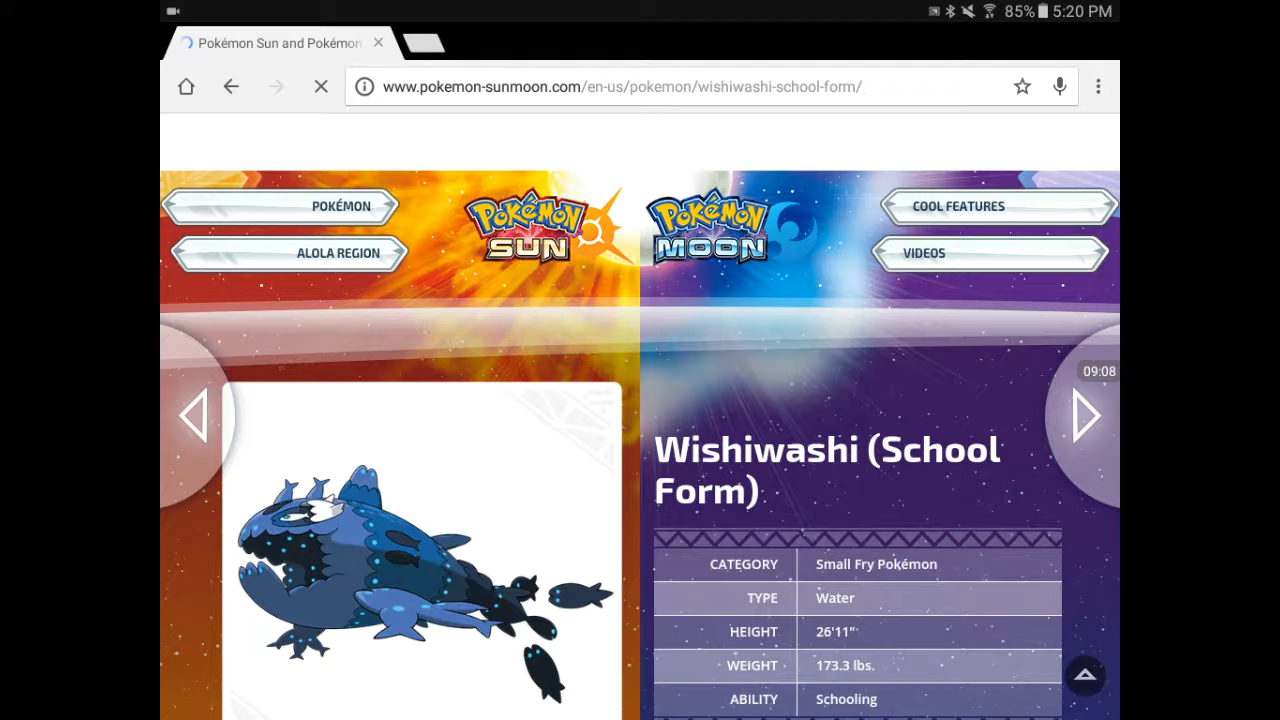 85% 5:20 PM
Pokémon Sun and Pokémon
www.pokemon-sunmoon.com/en-us/pokemon/wishiwashi-school-form/
POKÉMON
ALOLA REGION
POKéMON
SUN
POKéMON
MOON
COOL FEATURES
VIDEOS
09:08
Wishiwashi (School
Form)
CATEGORY Small Fry Pokémon
TYPE Water
HEIGHT 26'11"
WEIGHT 173.3 lbs.
ABILITY Schooling